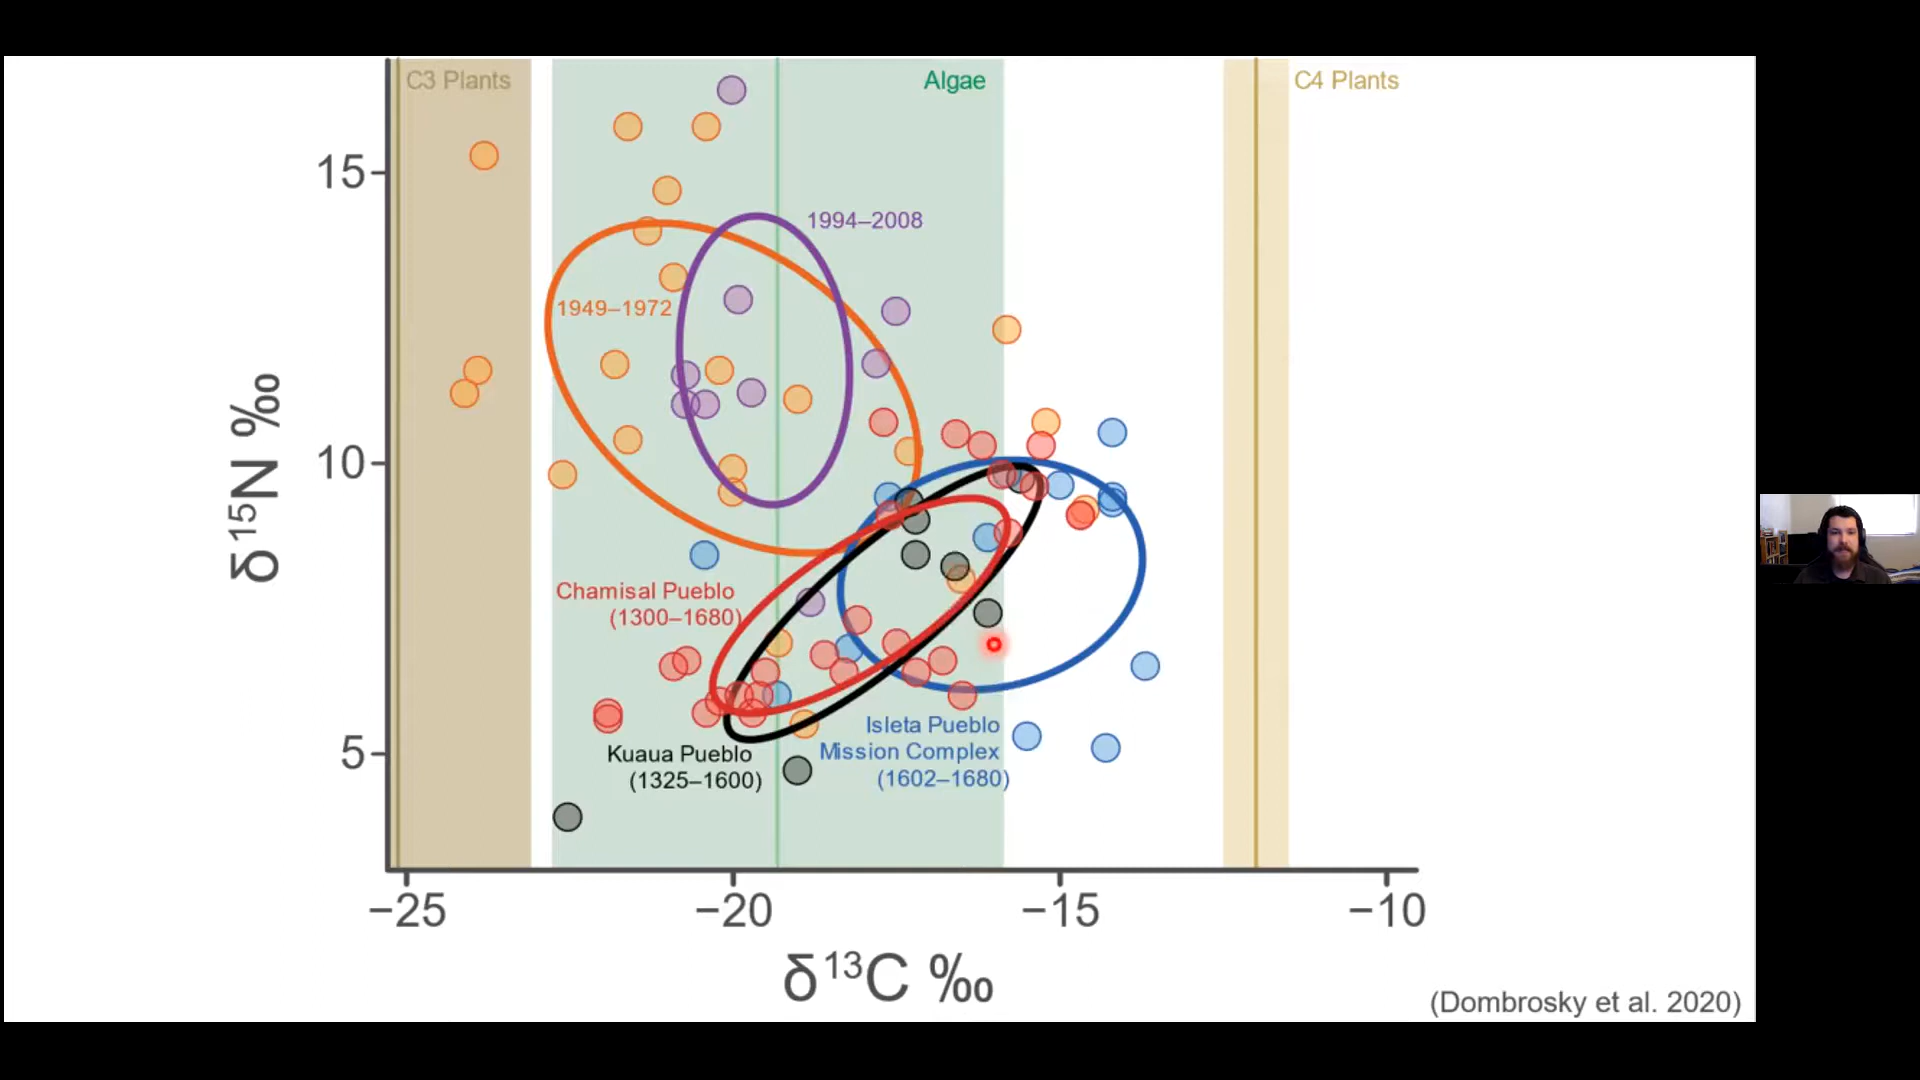 C3 Plants
Algae
C4 Plants
15
1994–2008
1949–1972
10
δ¹⁵N ‰
Chamisal Pueblo
(1300–1680)
Isleta Pueblo
Mission Complex
(1602–1680)
Kuaua Pueblo
(1325–1600)
5
−25
−20
−15
−10
δ¹³C ‰
(Dombrosky et al. 2020)